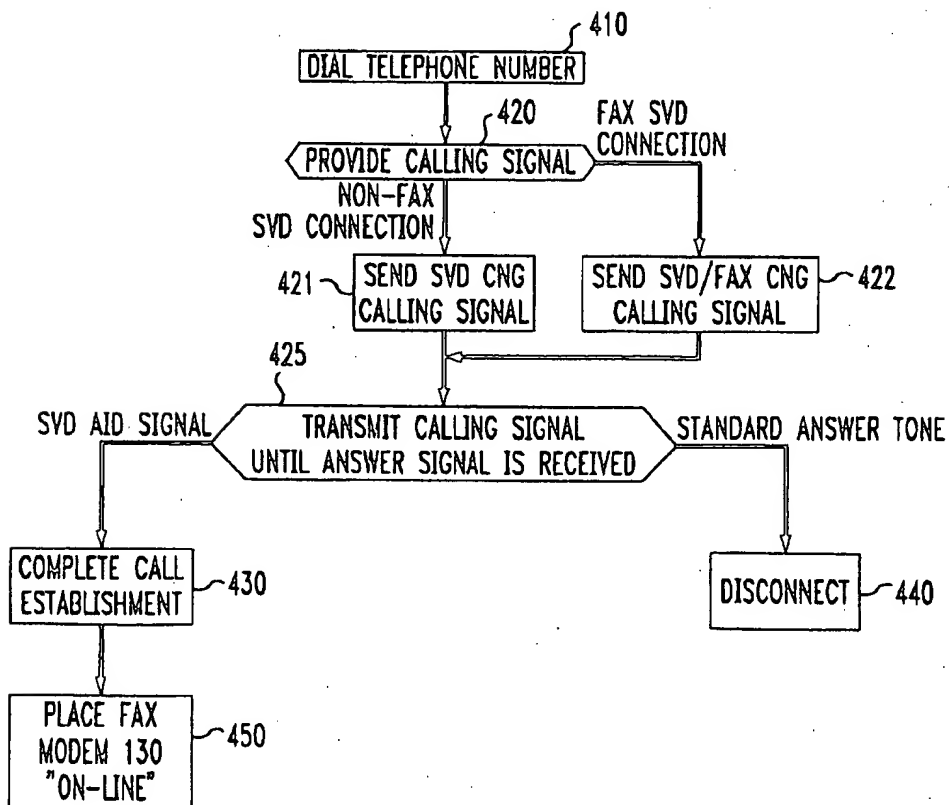 410
DIAL TELEPHONE NUMBER
420
FAX SVD
CONNECTION
PROVIDE CALLING SIGNAL
NON-FAX
SVD CONNECTION
421
SEND SVD CNG
CALLING SIGNAL
SEND SVD/FAX CNG
CALLING SIGNAL
422
425
SVD AID SIGNAL
TRANSMIT CALLING SIGNAL
UNTIL ANSWER SIGNAL IS RECEIVED
STANDARD ANSWER TONE
COMPLETE CALL
ESTABLISHMENT
430
DISCONNECT
440
PLACE FAX
MODEM 130
"ON-LINE"
450